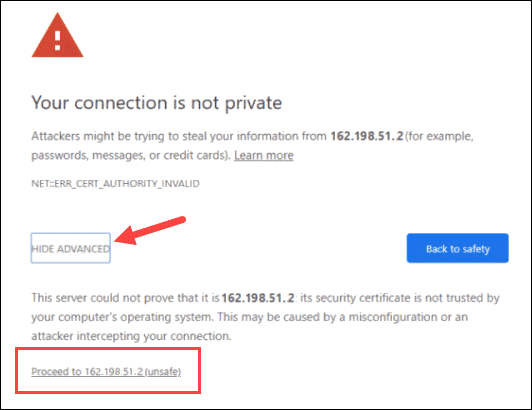 Your connection is not private
Attackers might be trying to steal your information from 162.198.51.2 (for example,
passwords, messages, or credit cards). Learn more
NET::ERR_CERT_AUTHORITY_INVALID
HIDE ADVANCED
Back to safety
This server could not prove that it is 162.198.51.2: its security certificate is not trusted by
your computer's operating system. This may be caused by a misconfiguration or an
attacker intercepting your connection.
Proceed to 162.198.51.2 (unsafe)